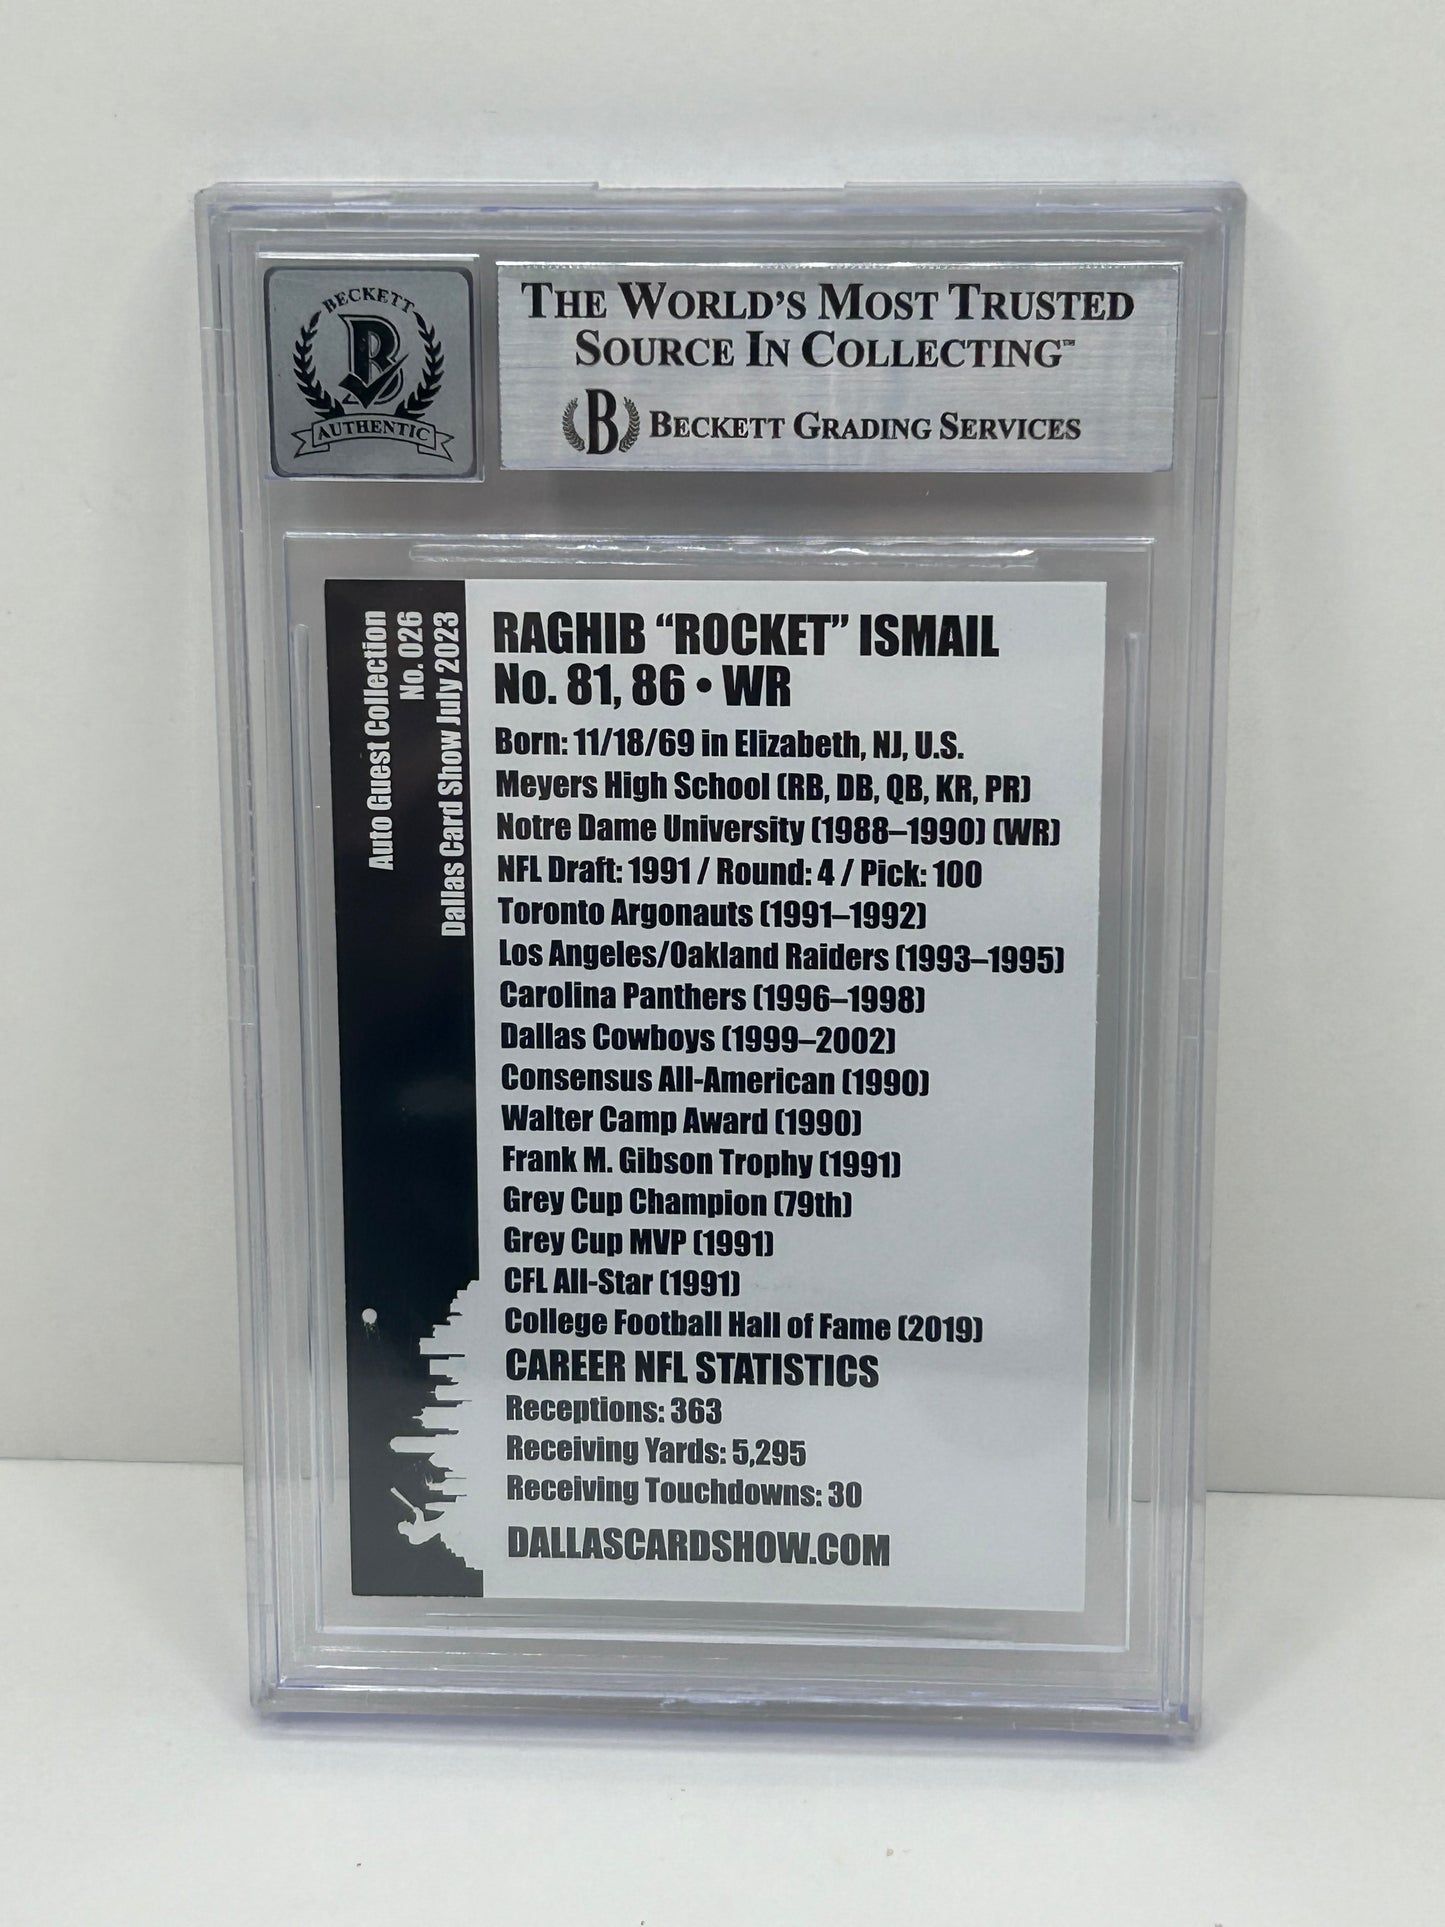 BECKETT
B
AUTHENTIC
THE WORLD'S MOST TRUSTED
SOURCE IN COLLECTING™
B BECKETT GRADING SERVICES
Auto Guest Collection
No. 026
Dallas Card Show July 2023
RAGHIB “ROCKET” ISMAIL
No. 81, 86 • WR
Born: 11/18/69 in Elizabeth, NJ, U.S.
Meyers High School (RB, DB, QB, KR, PR)
Notre Dame University (1988–1990) (WR)
NFL Draft: 1991 / Round: 4 / Pick: 100
Toronto Argonauts (1991–1992)
Los Angeles/Oakland Raiders (1993–1995)
Carolina Panthers (1996–1998)
Dallas Cowboys (1999–2002)
Consensus All-American (1990)
Walter Camp Award (1990)
Frank M. Gibson Trophy (1991)
Grey Cup Champion (79th)
Grey Cup MVP (1991)
CFL All-Star (1991)
College Football Hall of Fame (2019)
CAREER NFL STATISTICS
Receptions: 363
Receiving Yards: 5,295
Receiving Touchdowns: 30
DALLASCARDSHOW.COM